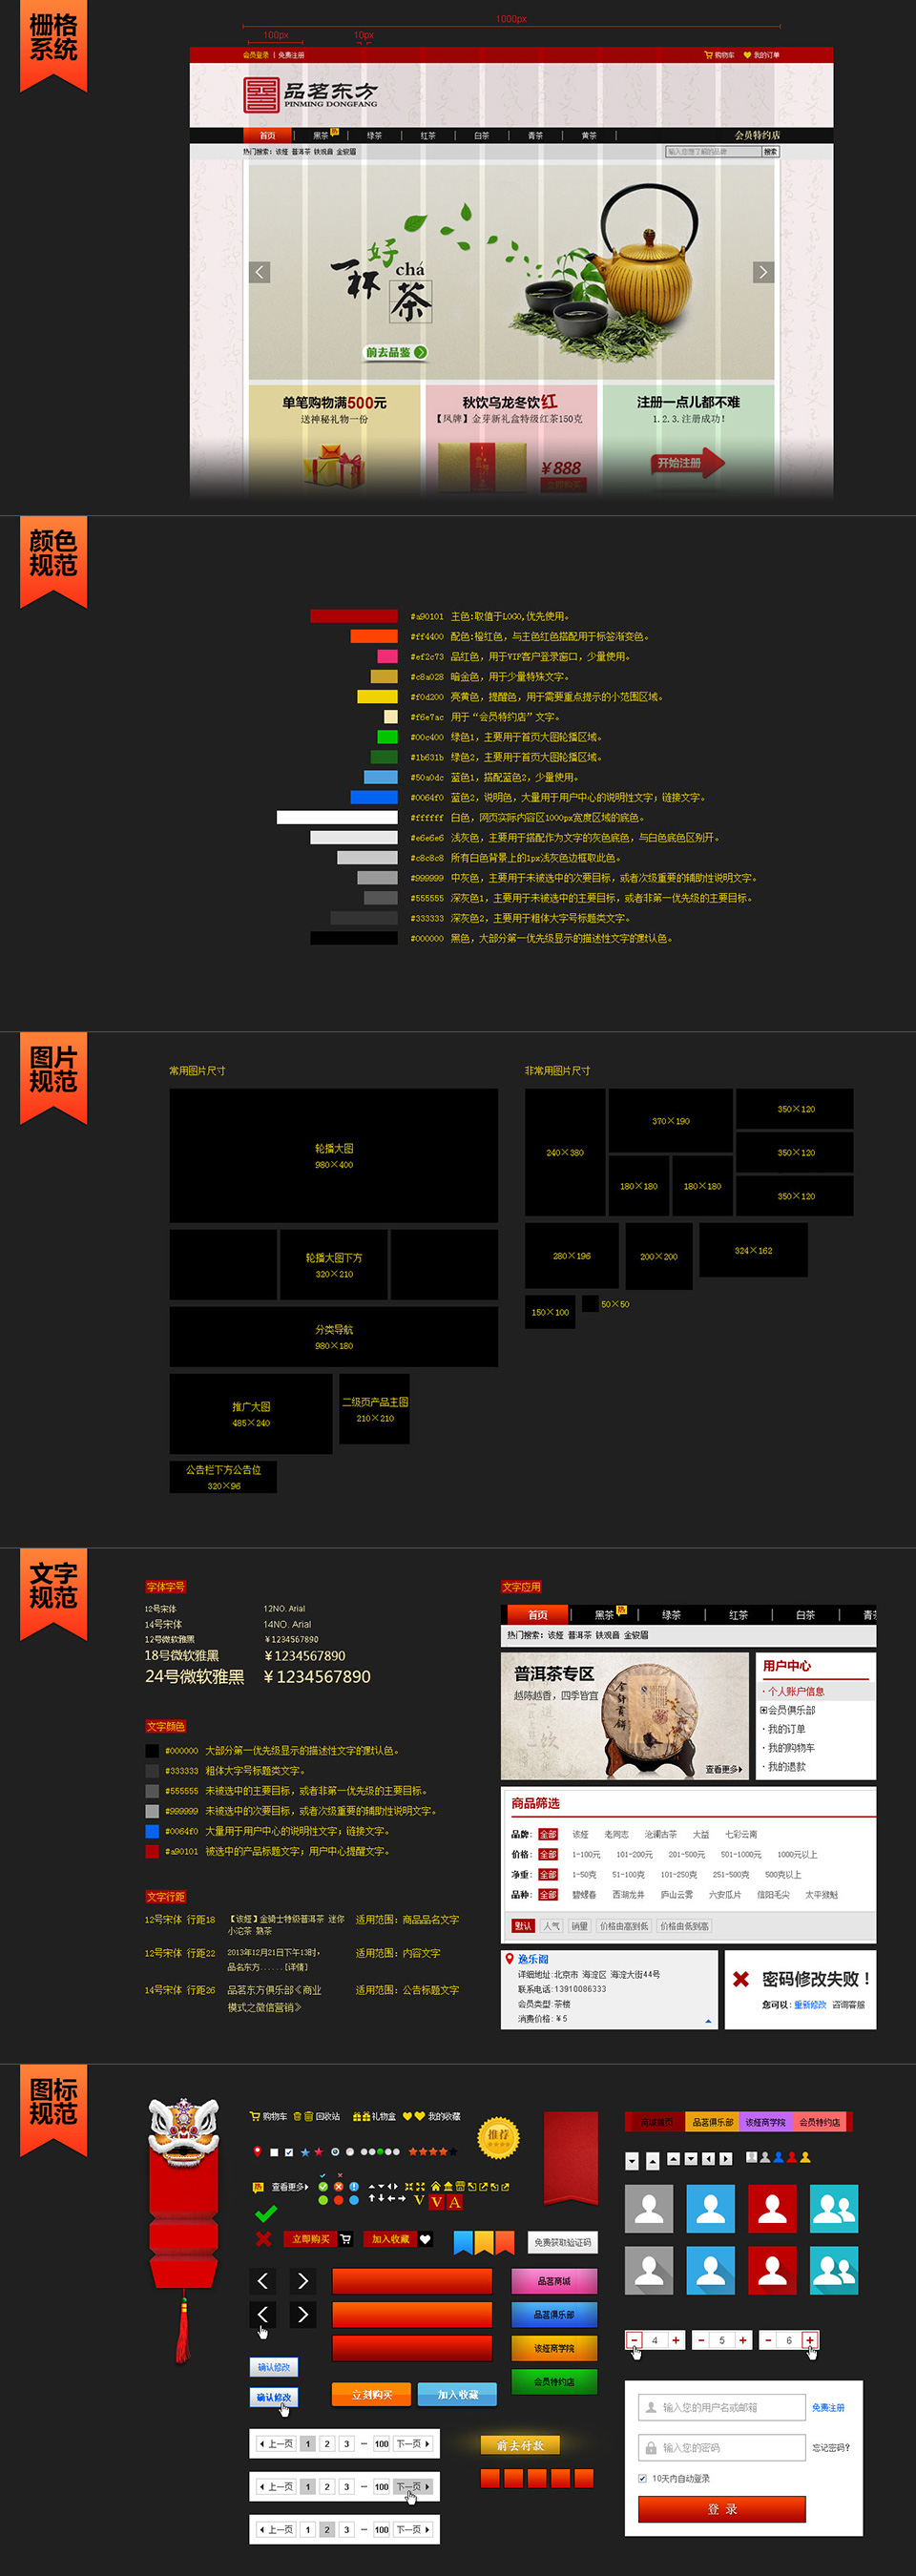 栅格
系统
1000px
100px
10px
会员登录 | 免费注册
购物车
我的订单
品茗东方
PINMING DONGFANG
首页
黑茶
热
绿茶
红茶
白茶
青茶
黄茶
会员特约店
热门搜索：该娅 普洱茶 铁观音 金骏眉
搜索
一杯
好
chá
茶
前去品鉴
单笔购物满500元
送神秘礼物一份
秋饮乌龙冬饮红
【凤牌】金芽新礼盒特级红茶150克
￥888
立即购买
注册一点儿都不难
1. 2. 3. 注册成功！
开始注册
颜色
规范
#a90101 主色:取值于LOGO,优先使用。
#ff4400 配色:橙红色，与主色红色搭配用于标签渐变色。
#ef2c73 品红色，用于VIP客户登录窗口，少量使用。
#c8a028 暗金色，用于少量特殊文字。
#f0d200 亮黄色，提醒色，用于需要重点提示的小范围区域。
#f6e7ac 用于“会员特约店”文字。
#00c400 绿色1，主要用于首页大图轮播区域。
#1b631b 绿色2，主要用于首页大图轮播区域。
#50a0dc 蓝色1，搭配蓝色2，少量使用。
#0064f0 蓝色2，说明色，大量用于用户中心的说明性文字；链接文字。
#ffffff 白色，网页实际内容区1000px宽度区域的底色。
#e6e6e6 浅灰色，主要用于搭配作为文字的灰色底色，与白色底色区别开。
#c8c8c8 所有白色背景上的1px浅灰色边框取此色。
#999999 中灰色，主要用于未被选中的次要目标，或者次级重要的辅助性说明文字。
#555555 深灰色1，主要用于未被选中的主要目标，或者非第一优先级的主要目标。
#333333 深灰色2，主要用于粗体大字号标题类文字。
#000000 黑色，大部分第一优先级显示的描述性文字的默认色。
图片
规范
常用图片尺寸
轮播大图
980×400
轮播大图下方
320×210
分类导航
980×180
推广大图
485×240
二级页产品主图
210×210
公告栏下方公告位
320×96
非常用图片尺寸
240×380
370×190
350×120
350×120
180×180
180×180
350×120
280×196
200×200
324×162
150×100
50×50
文字
规范
字体字号
12号宋体 12NO. Arial
14号宋体 14NO. Arial
12号微软雅黑 ￥1234567890
18号微软雅黑 ￥1234567890
24号微软雅黑 ￥1234567890
文字颜色
#000000 大部分第一优先级显示的描述性文字的默认色。
#333333 粗体大字号标题类文字。
#555555 未被选中的主要目标，或者非第一优先级的主要目标。
#999999 未被选中的次要目标，或者次级重要的辅助性说明文字。
#0064f0 大量用于用户中心的说明性文字；链接文字。
#a90101 被选中的产品标题文字；用户中心提醒文字。
文字行距
12号宋体 行距18
【该娅】金骑士特级普洱茶 迷你
小沱茶 熟茶
适用范围：商品品名文字
12号宋体 行距22
2013年12月21日下午13时，
品名东方......[详情]
适用范围：内容文字
14号宋体 行距26
品茗东方俱乐部《商业
模式之微信营销》
适用范围：公告标题文字
文字应用
首页
黑茶
热
绿茶
红茶
白茶
热门搜索：该娅 普洱茶 铁观音 金骏眉
普洱茶专区
越陈越香，四季皆宜
查看更多
用户中心
· 个人账户信息
会员俱乐部
· 我的订单
· 我的购物车
· 我的退款
商品筛选
品牌： 全部 该娅 老同志 沧澜古茶 大益 七彩云南
价格： 全部 1-100元 101-200元 201-500元 501-1000元 1000元以上
净重： 全部 1-50克 51-100克 101-250克 251-500克 500克以上
品种： 全部 碧螺春 西湖龙井 庐山云雾 六安瓜片 信阳毛尖 太平猴魁
默认 人气 销量 价格由高到低 价格由低到高
逸乐阁
详细地址:北京市 海淀区 海淀大街44号
联系电话:13910086333
会员类型:茶楼
消费价格:￥5
密码修改失败！
您可以：重新修改 咨询客服
图标
规范
购物车
回收站
礼物盒
我的收藏
推荐
热
查看更多
V
V
A
立即购买
加入收藏
免费获取验证码
品茗商城
品茗俱乐部
该娅商学院
会员特约店
确认修改
确认修改
立刻购买
加入收藏
上一页 1 2 3 — 100 下一页
上一页 1 2 3 — 100 下一页
上一页 1 2 3 — 100 下一页
前去付款
商城首页
品茗俱乐部
该娅商学院
会员特约店
- 4 +
- 5 +
- 6 +
输入您的用户名或邮箱
免费注册
输入您的密码
忘记密码?
10天内自动登录
登 录